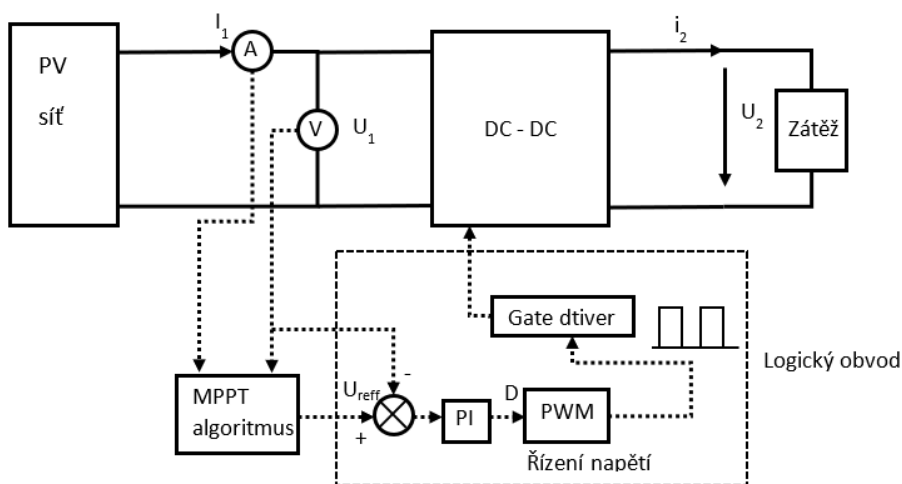 PV
síť
I1
A
V
U1
DC - DC
i2
U2
Zátěž
Gate dtiver
Logický obvod
MPPT
algoritmus
Ureff
-
+
PI
D
PWM
Řízení napětí